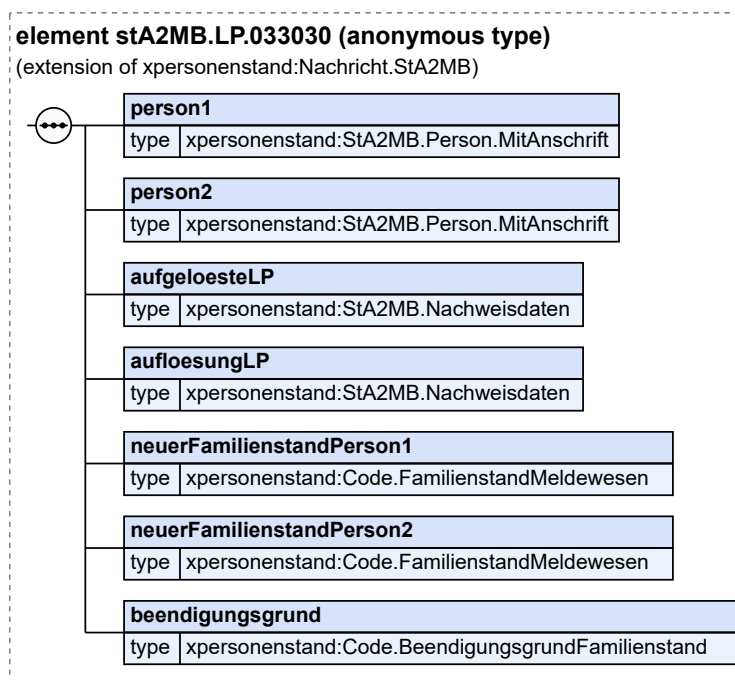 element stA2MB.LP.033030 (anonymous type)
(extension of xpersonenstand:Nachricht.StA2MB)
person1
type xpersonenstand:StA2MB.Person.MitAnschrift
person2
type xpersonenstand:StA2MB.Person.MitAnschrift
aufgeloesteLP
type xpersonenstand:StA2MB.Nachweisdaten
aufloesungLP
type xpersonenstand:StA2MB.Nachweisdaten
neuerFamilienstandPerson1
type xpersonenstand:Code.FamilienstandMeldewesen
neuerFamilienstandPerson2
type xpersonenstand:Code.FamilienstandMeldewesen
beendigungsgrund
type xpersonenstand:Code.BeendigungsgrundFamilienstand